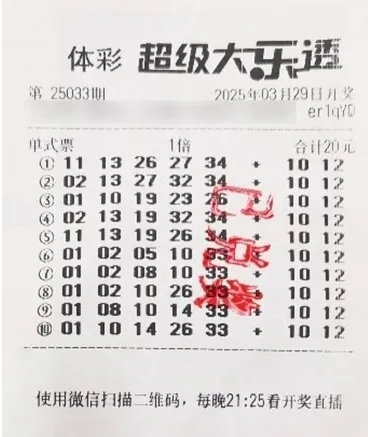 体彩 超级大乐透
第 25033期 2025年03月29日开奖
er1qY0
单式票 1倍 合计20元
① 11 13 26 27 34 + 10 12
② 02 13 27 32 34 + 10 12
③ 01 10 19 23 26 + 10 12
④ 02 13 19 32 34 + 10 12
⑤ 11 13 19 26 34 + 10 12
⑥ 01 02 05 10 33 + 10 12
⑦ 01 02 08 10 33 + 10 12
⑧ 01 02 10 26 33 + 10 12
⑨ 01 08 10 14 33 + 10 12
⑩ 01 10 14 26 33 + 10 12
已兑奖
使用微信扫描二维码，每晚21:25看开奖直播